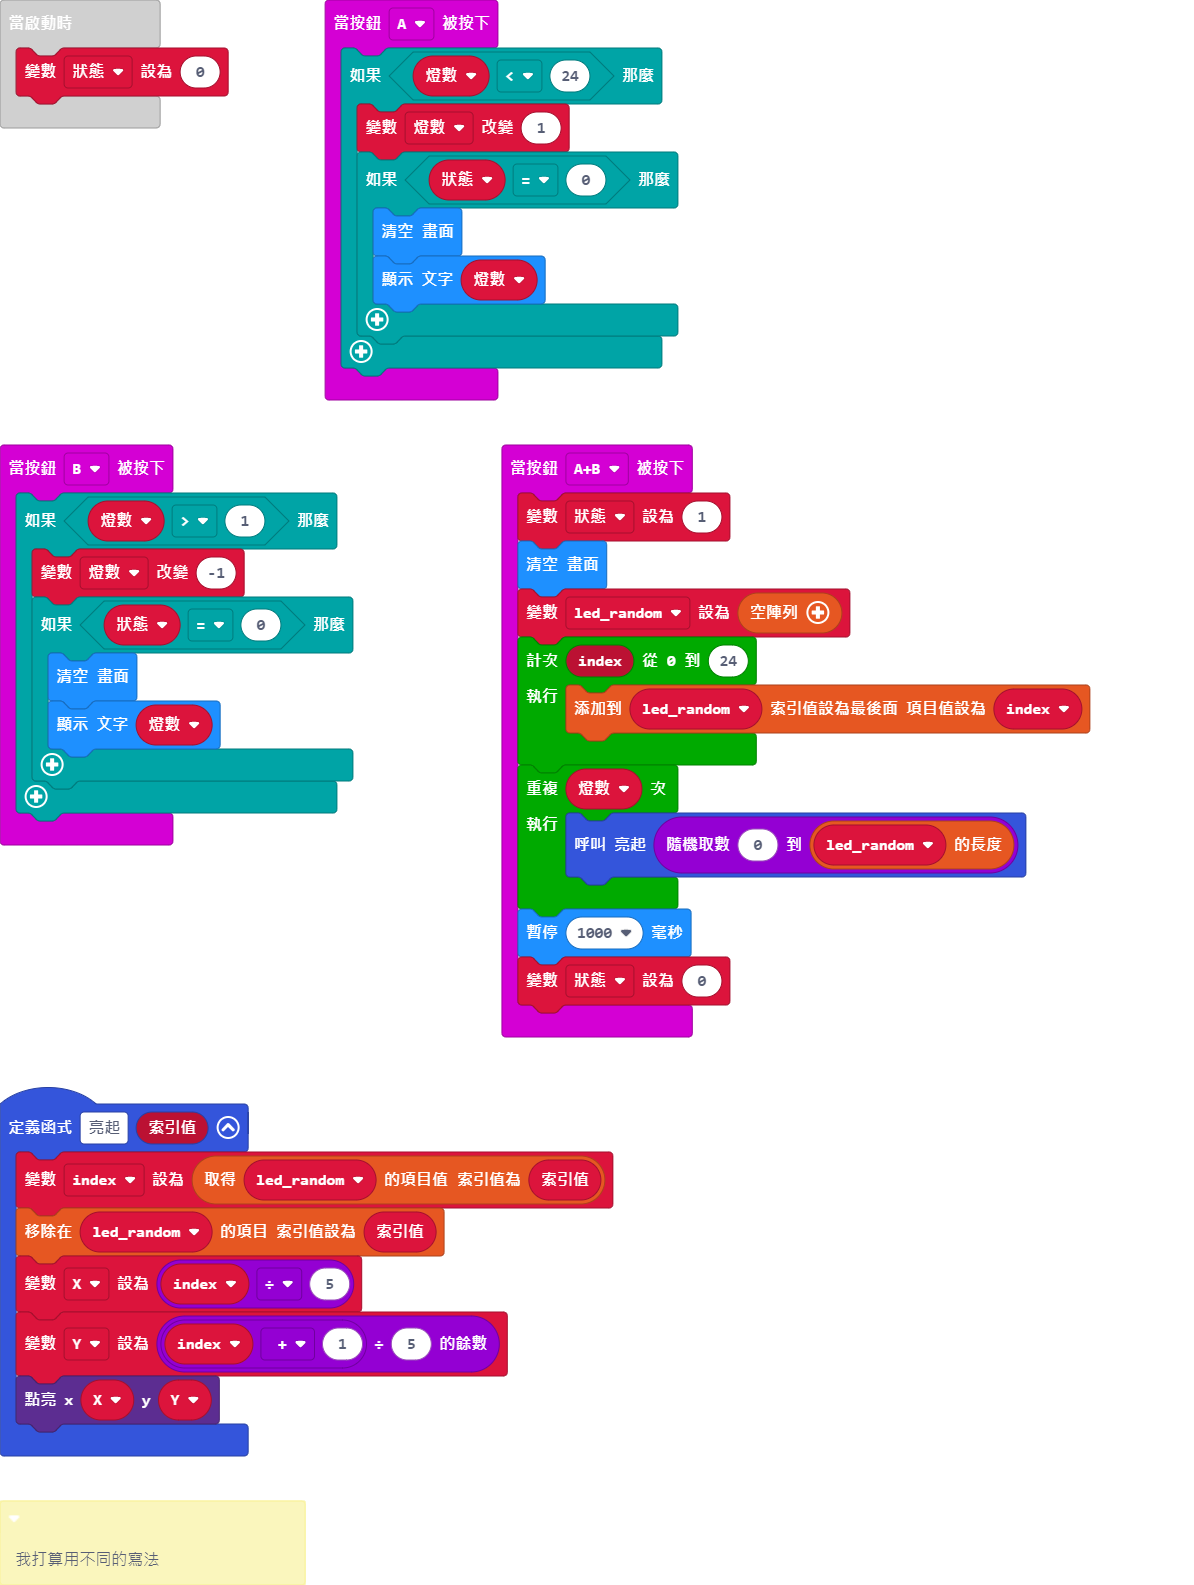 當啟動時
變數 狀態 設為 0
當按鈕 A 被按下
如果 燈數 < 24 那麼
變數 燈數 改變 1
如果 狀態 = 0 那麼
清空 畫面
顯示 文字 燈數
當按鈕 B 被按下
如果 燈數 > 1 那麼
變數 燈數 改變 -1
如果 狀態 = 0 那麼
清空 畫面
顯示 文字 燈數
當按鈕 A+B 被按下
變數 狀態 設為 1
清空 畫面
變數 led_random 設為 空陣列
計次 index 從 0 到 24
執行 添加到 led_random 索引值設為最後面 項目值設為 index
重複 燈數 次
執行 呼叫 亮起 隨機取數 0 到 led_random 的長度
暫停 1000 毫秒
變數 狀態 設為 0
定義函式 亮起 索引值
變數 index 設為 取得 led_random 的項目值 索引值為 索引值
移除在 led_random 的項目 索引值設為 索引值
變數 X 設為 index ÷ 5
變數 Y 設為 index + 1 ÷ 5 的餘數
點亮 x X y Y
我打算用不同的寫法